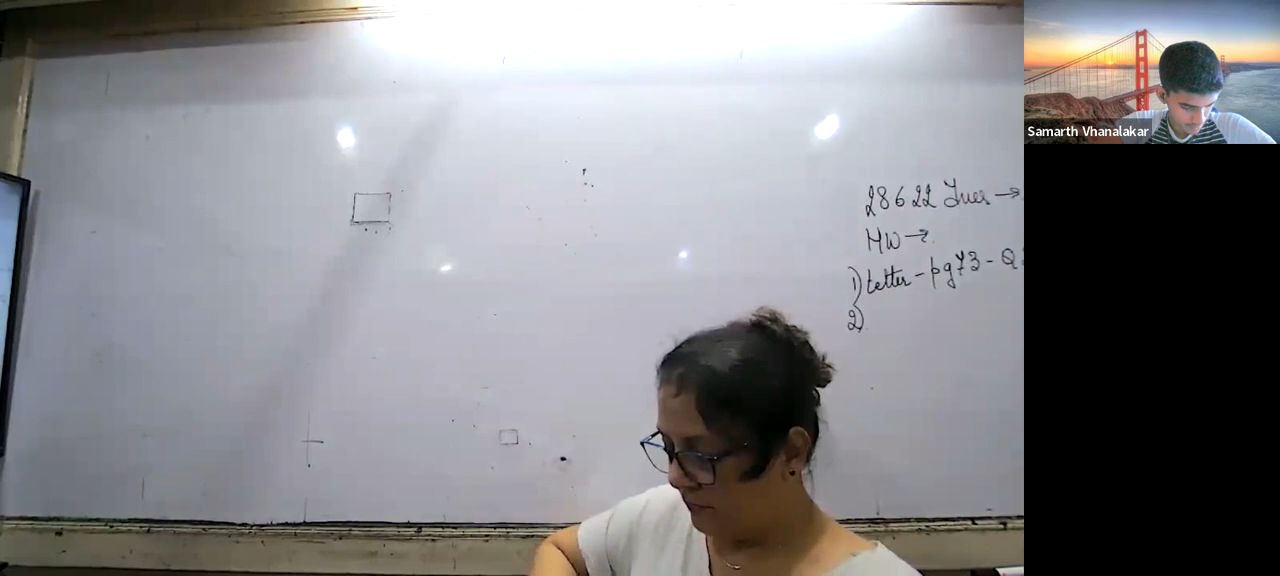 28 6 22 Tues →
HW →
1) Letter - pg 73 - Q
2)
Samarth Vhanalakar